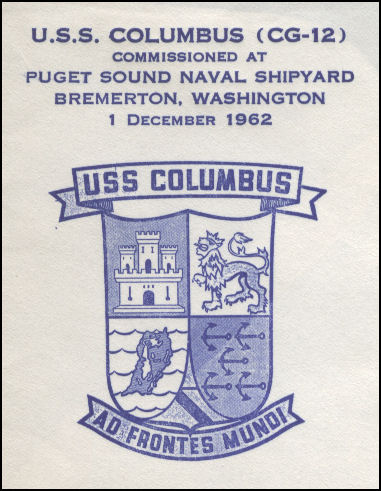 U.S.S. COLUMBUS (CG-12)
COMMISSIONED AT
PUGET SOUND NAVAL SHIPYARD
BREMERTON, WASHINGTON
1 DECEMBER 1962
USS COLUMBUS
AD FRONTES MUNDI